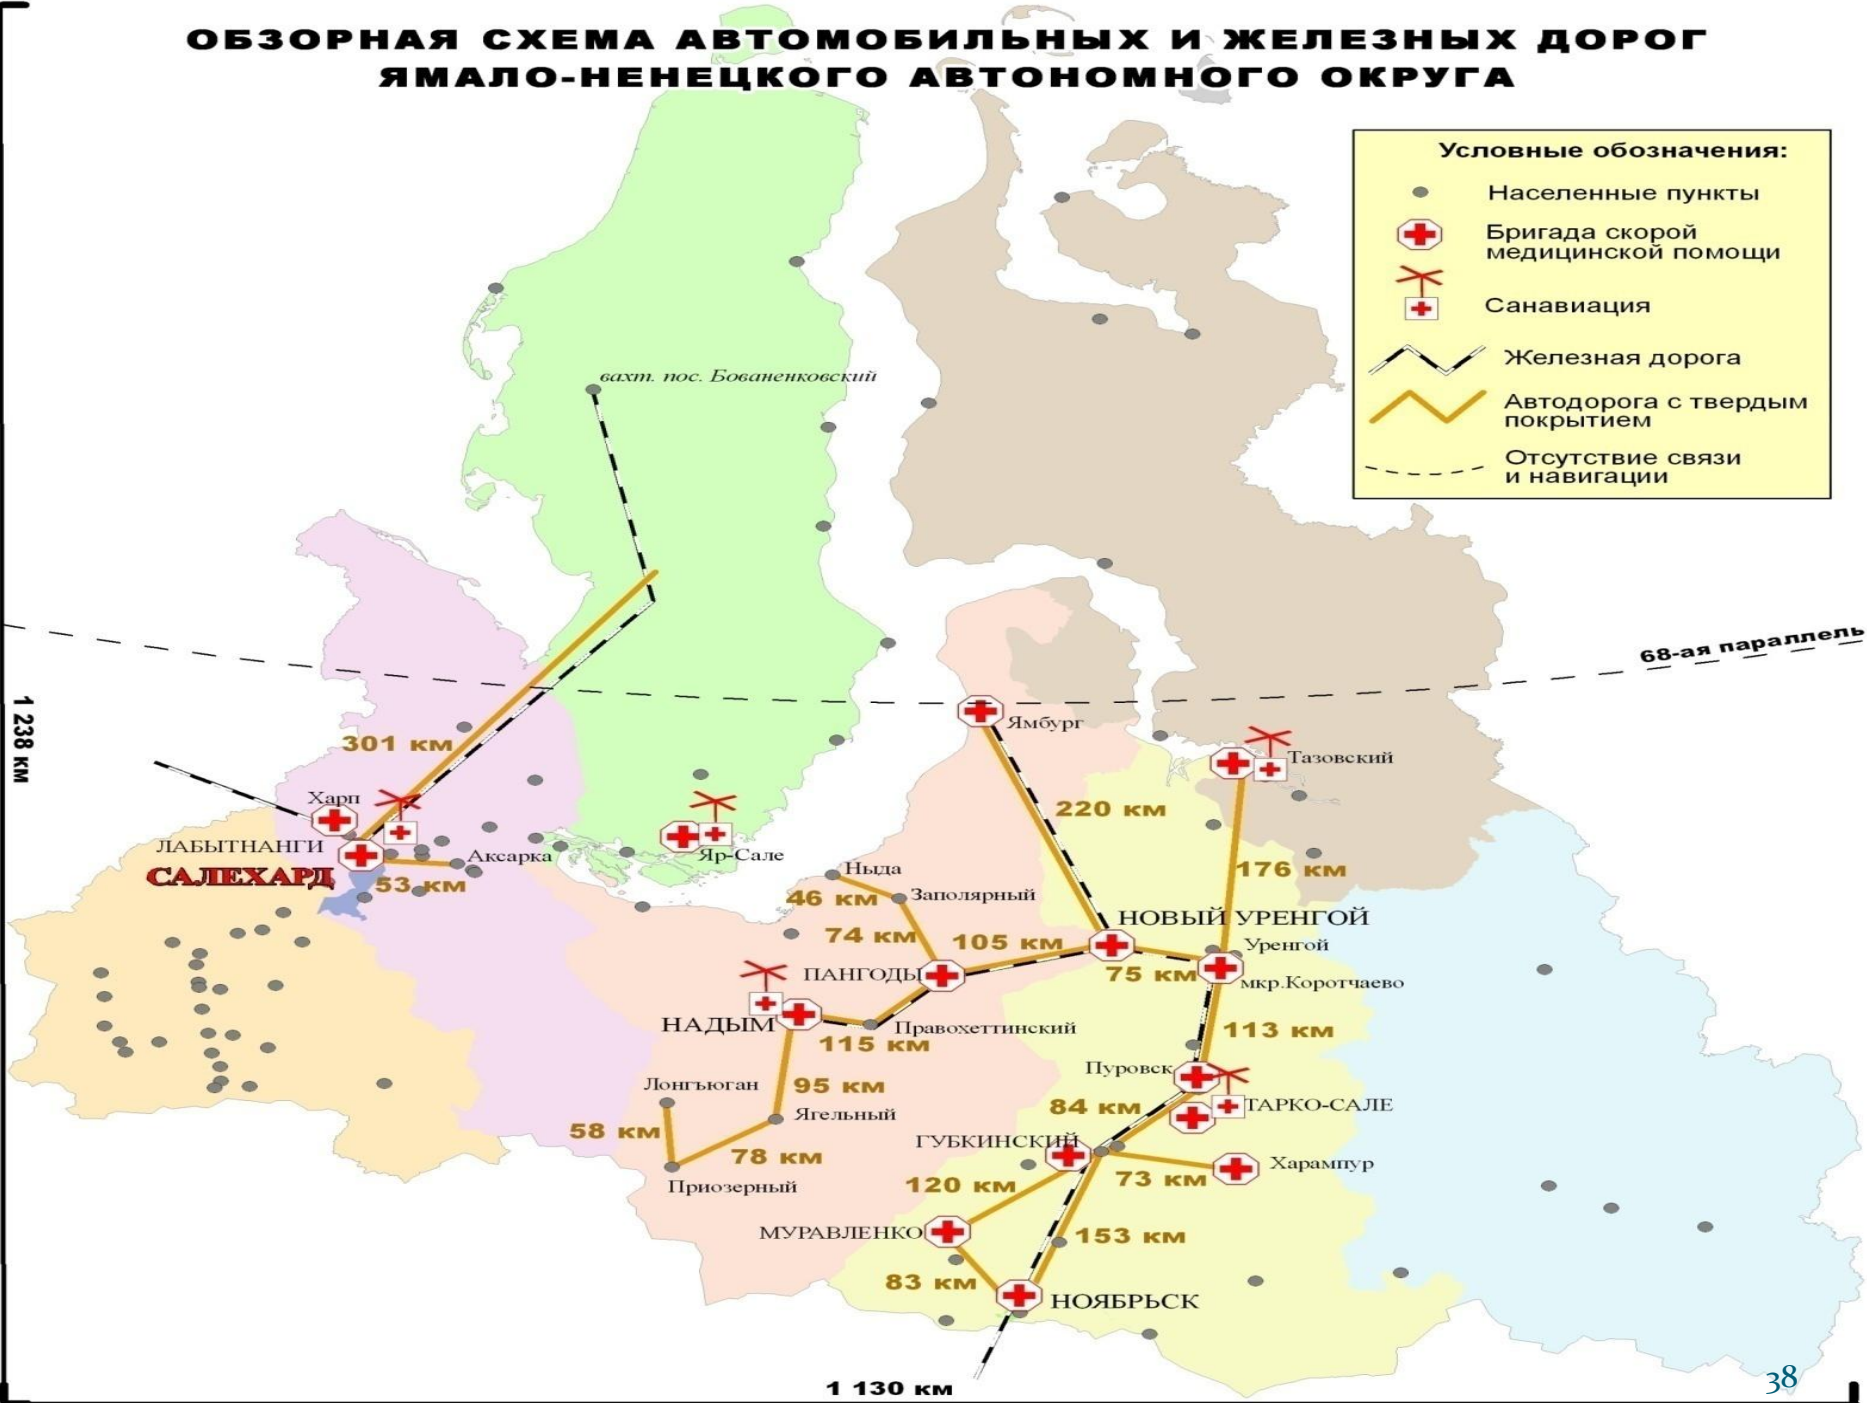 ОБЗОРНАЯ СХЕМА АВТОМОБИЛЬНЫХ И ЖЕЛЕЗНЫХ ДОРОГ
ЯМАЛО-НЕНЕЦКОГО АВТОНОМНОГО ОКРУГА
Условные обозначения:
Населенные пункты
Бригада скорой
медицинской помощи
Санавиация
Железная дорога
Автодорога с твердым
покрытием
Отсутствие связи
и навигации
вахт. пос. Бованенковский
68-ая параллель
1 238 км
301 км
Ямбург
Тазовский
Харп
220 км
ЛАБЫТНАНГИ
Аксарка
Яр-Сале
САЛЕХАРД
53 км
Ныда
176 км
46 км
Заполярный
НОВЫЙ УРЕНГОЙ
74 км
105 км
Уренгой
ПАНГОДЫ
75 км
мкр.Коротчаево
НАДЫМ
Правохеттинский
113 км
115 км
Пуровск
Лонгъюган
95 км
84 км
ТАРКО-САЛЕ
Ягельный
58 км
ГУБКИНСКИЙ
78 км
Харампур
73 км
Приозерный
120 км
МУРАВЛЕНКО
153 км
83 км
НОЯБРЬСК
1 130 км
38